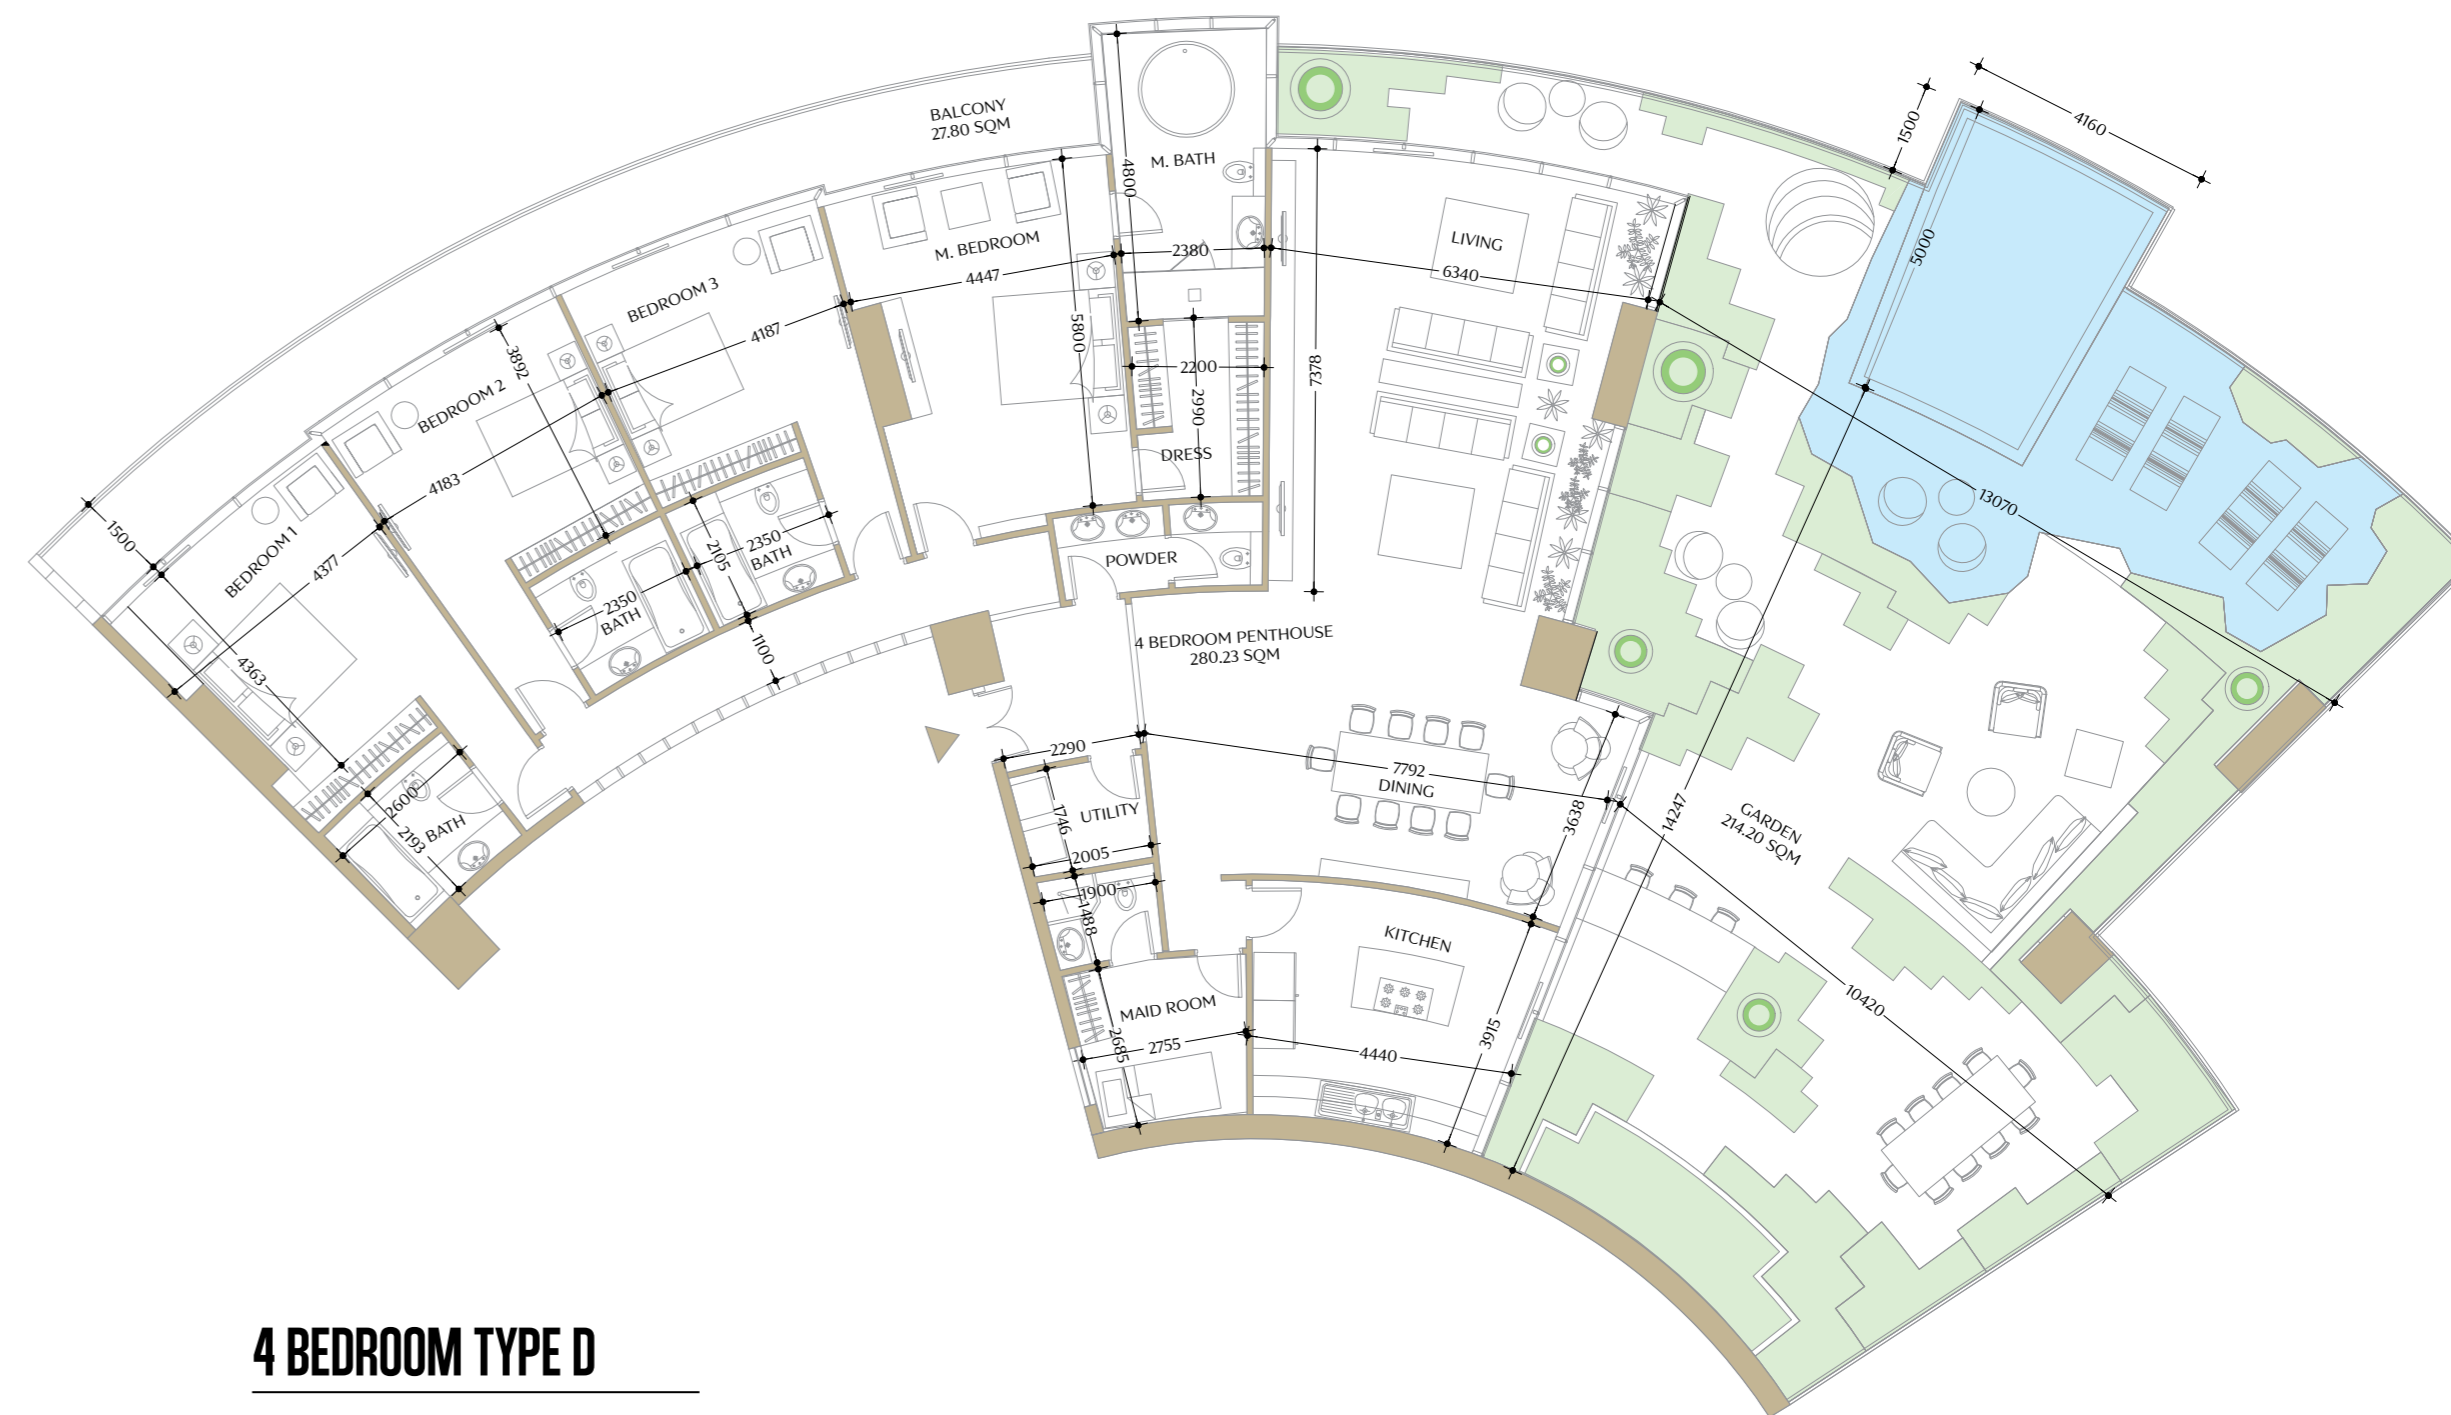 BALCONY
27.80 SQM
M. BATH
4800
2380
M. BEDROOM
4447
5800
BEDROOM 3
4187
3892
BEDROOM 2
4183
1500
BEDROOM 1
4377
4363
2600
2193
BATH
2350
BATH
2105
2350
BATH
1100
2200
2990
DRESS
POWDER
7378
LIVING
6340
1500
4160
5000
13070
4 BEDROOM PENTHOUSE
280.23 SQM
2290
7792
DINING
3638
14247
GARDEN
214.20 SQM
UTILITY
1746
2005
1900
1488
KITCHEN
MAID ROOM
2685
2755
4440
3915
10420
4 BEDROOM TYPE D